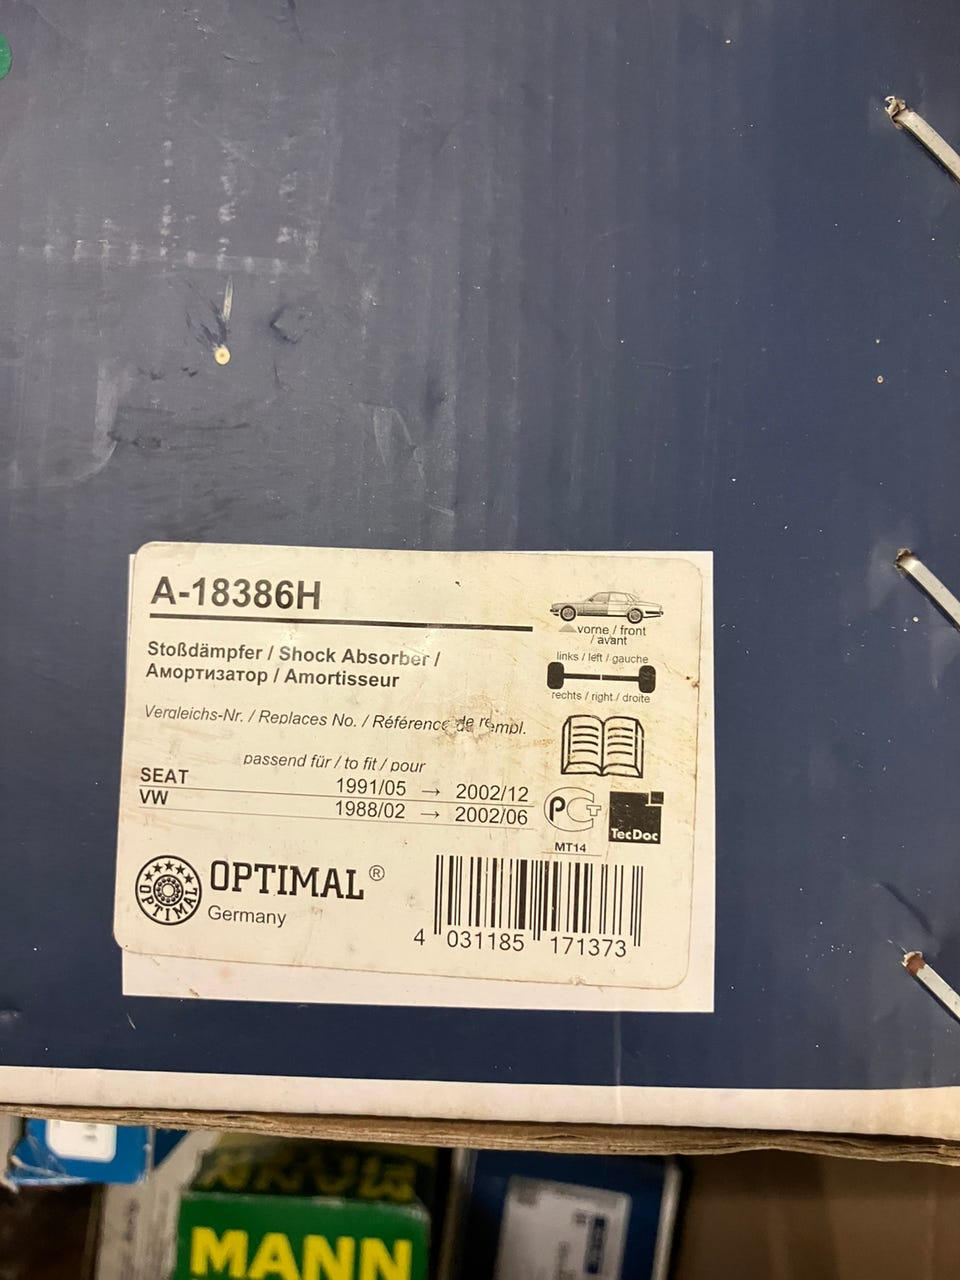 A-18386H
Stoßdämpfer / Shock Absorber /
Амортизатор / Amortisseur
Vergleichs-Nr. / Replaces No. / Référence de rempl.
passend für / to fit / pour
SEAT 1991/05 → 2002/12
VW 1988/02 → 2002/06
vorne / front
/ avant
links / left / gauche
rechts / right / droite
РСТ
MT14
TecDoc
OPTIMAL
OPTIMAL ®
Germany
4 031185 171373
MANN